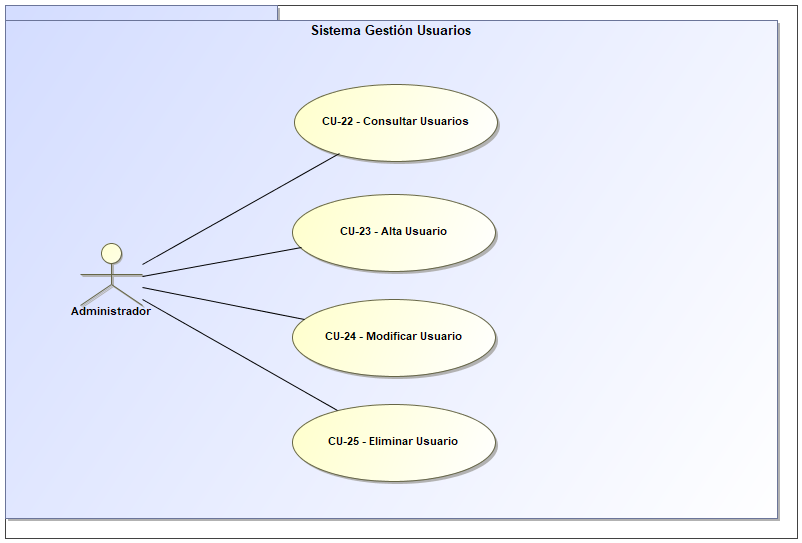 Sistema Gestión Usuarios
CU-22 - Consultar Usuarios
CU-23 - Alta Usuario
Administrador
CU-24 - Modificar Usuario
CU-25 - Eliminar Usuario